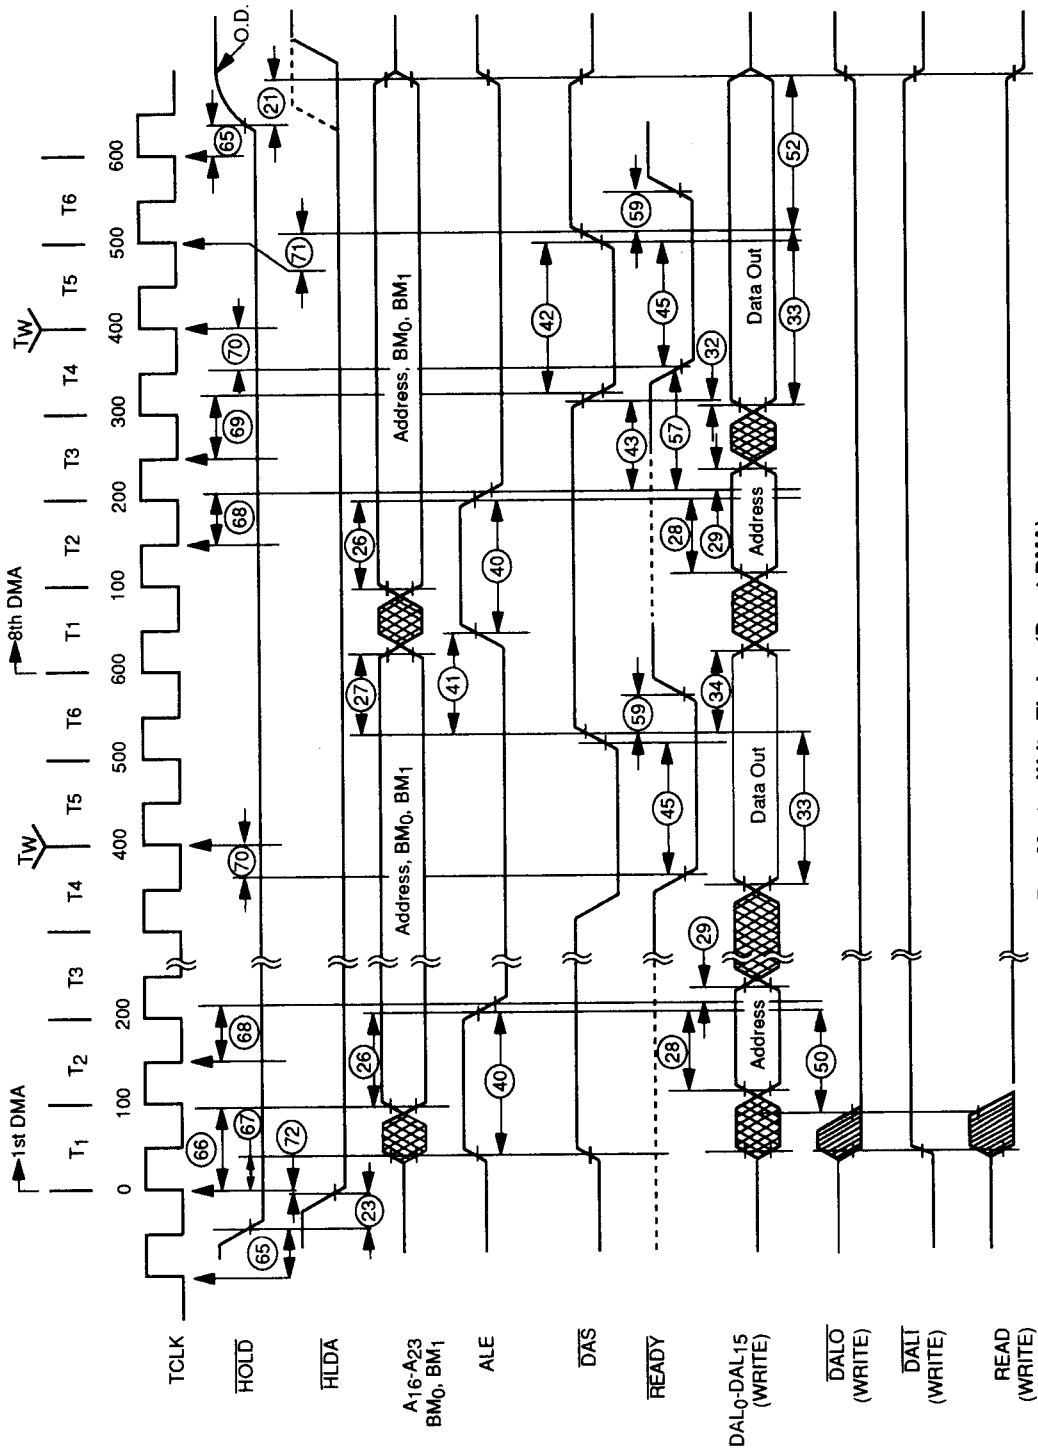 1st DMA 8th DMA
Tw Tw
T1 T2 T3 T4 T5 T6 T1 T2 T3 T4 T5 T6
0 100 200 400 500 600 100 200 300 400 500 600
TCLK
O.D.
66 68 68 69 65
67 70 70
HOLD
65 72 21
71
HLDA
23
26 27 26
A16-A23
BM0, BM1
Address, BM0, BM1 Address, BM0, BM1
41
ALE
40 40
42
DAS
59 43 59
READY
45 57 45
28 29 34 28 32
29
DAL0-DAL15
(WRITE)
Address Data Out Address Data Out
50 33 33 52
DALO
(WRITE)
DALI
(WRITE)
READ
(WRITE)